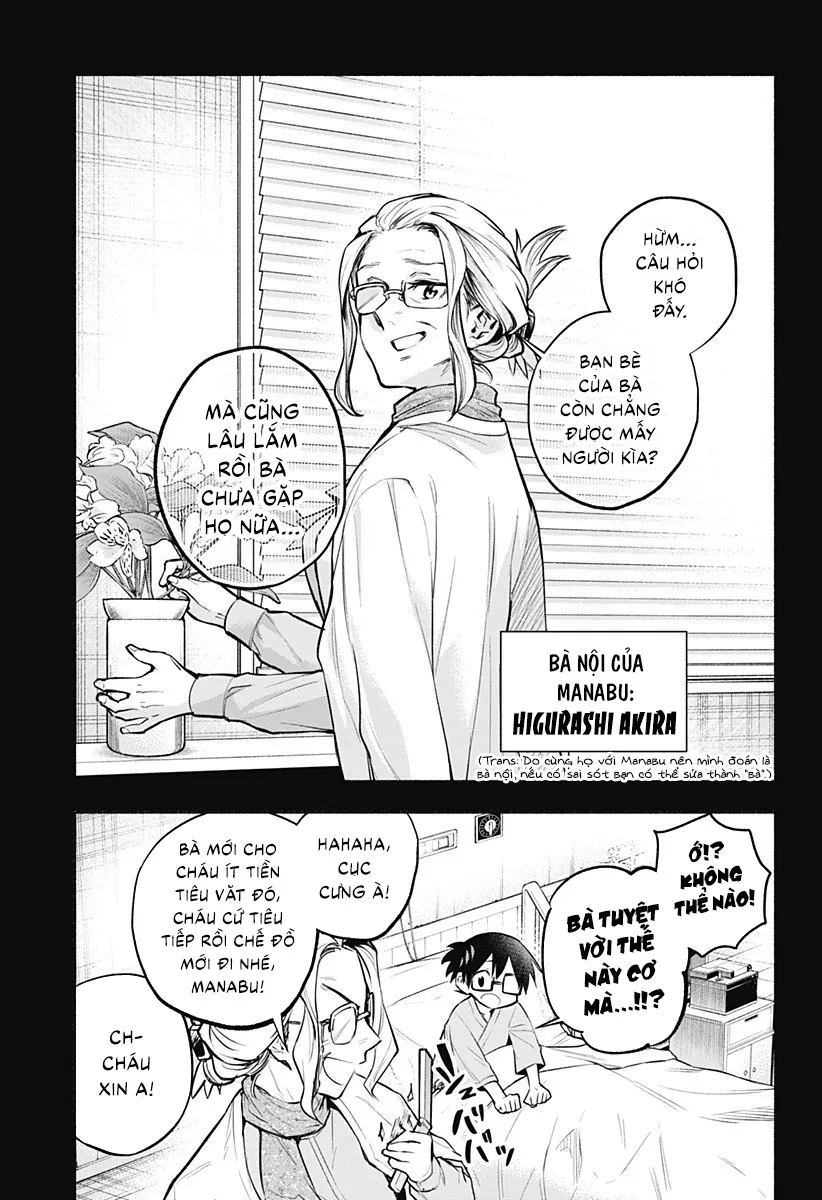 HỪM...
CÂU HỎI
KHÓ
ĐẤY.
BẠN BÈ
CỦA BÀ
CÒN CHẲNG
ĐƯỢC MẤY
NGƯỜI KÌA?
MÀ CŨNG
LÂU LẮM
RỒI BÀ
CHƯA GẶP
HỌ NỮA...
BÀ NỘI CỦA
MANABU:
HIGURASHI AKIRA
(Trans: Do cùng họ với Manabu nên mình đoán là
Bà nội, nếu có sai sót bạn có thể sửa thành "Bà".)
Ớ!?
KHÔNG
THỂ NÀO!
BÀ TUYỆT
VỜI THẾ
NÀY CƠ
MÀ...!!?
HAHAHA,
CỤC
CƯNG À!
BÀ MỚI CHO
CHÁU ÍT TIỀN
TIÊU VẶT ĐÓ,
CHÁU CỨ TIÊU
TIẾP RỒI CHẾ ĐỒ
MỚI ĐI NHÉ,
MANABU!
CH-
CHÁU
XIN Ạ!